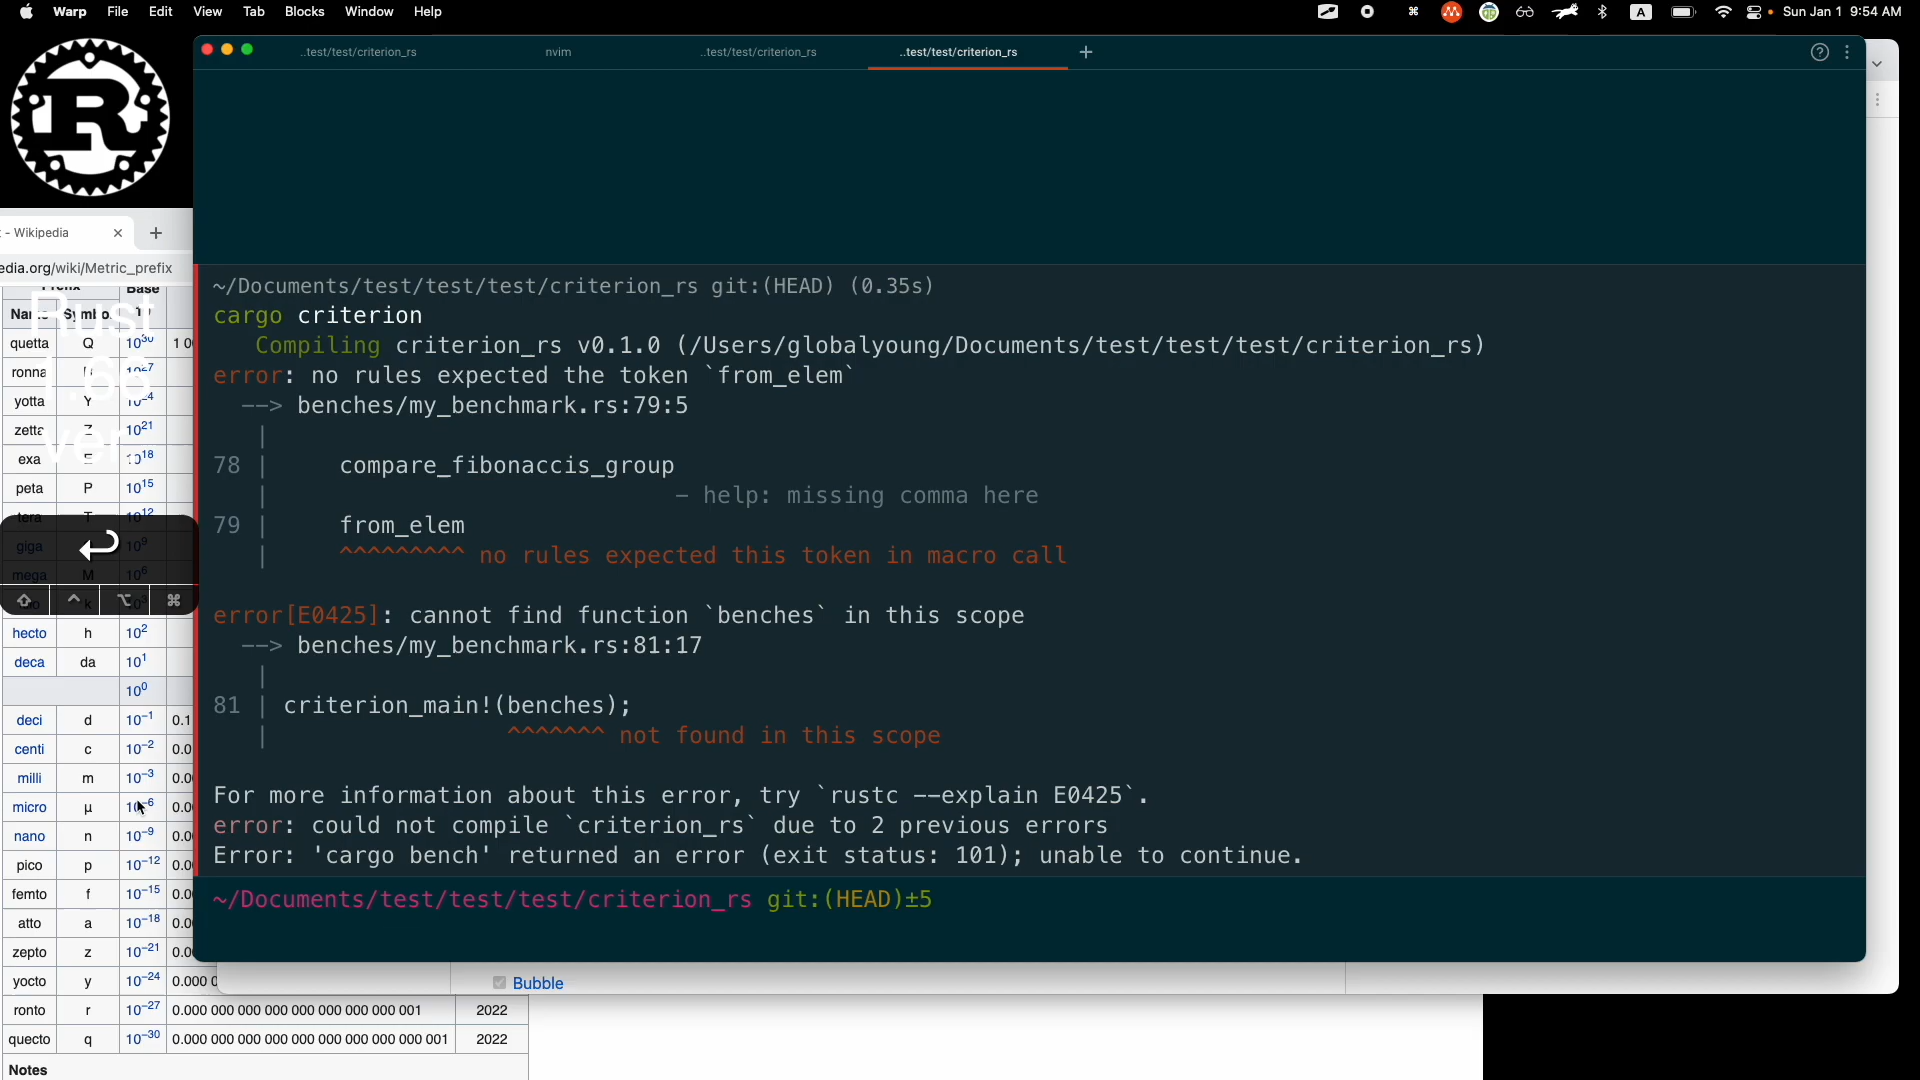 Warp File Edit View Tab Blocks Window Help
A Sun Jan 1 9:54 AM
..test/test/criterion_rs nvim ..test/test/criterion_rs ..test/test/criterion_rs + ?
~/Documents/test/test/test/criterion_rs git:(HEAD) (0.35s)
cargo criterion
Compiling criterion_rs v0.1.0 (/Users/globalyoung/Documents/test/test/test/criterion_rs)
error: no rules expected the token `from_elem`
--> benches/my_benchmark.rs:79:5
|
78 | compare_fibonaccis_group
| - help: missing comma here
79 | from_elem
| ^^^^^^^^^ no rules expected this token in macro call
error[E0425]: cannot find function `benches` in this scope
--> benches/my_benchmark.rs:81:17
|
81 | criterion_main!(benches);
| ^^^^^^^ not found in this scope
For more information about this error, try `rustc --explain E0425`.
error: could not compile `criterion_rs` due to 2 previous errors
Error: 'cargo bench' returned an error (exit status: 101); unable to continue.
~/Documents/test/test/test/criterion_rs git:(HEAD)±5
Bubble
R
- Wikipedia
edia.org/wiki/Metric_prefix
Rust
1.66
ver
Base
quetta Q 10^30 1 00
ronna
yotta Y
zetta Z 10^21
exa E 10^18
peta P 10^15
tera T 10^12
giga 10^9
mega M 10^6
k
hecto h 10^2
deca da 10^1
10^0
deci d 10^−1 0.1
centi c 10^−2 0.0
milli m 10^−3 0.00
micro μ 10^−6 0.00
nano n 10^−9 0.00
pico p 10^−12 0.00
femto f 10^−15 0.00
atto a 10^−18 0.00
zepto z 10^−21 0.00
yocto y 10^−24 0.000 0
ronto r 10^−27 0.000 000 000 000 000 000 000 000 001 2022
quecto q 10^−30 0.000 000 000 000 000 000 000 000 000 001 2022
Notes